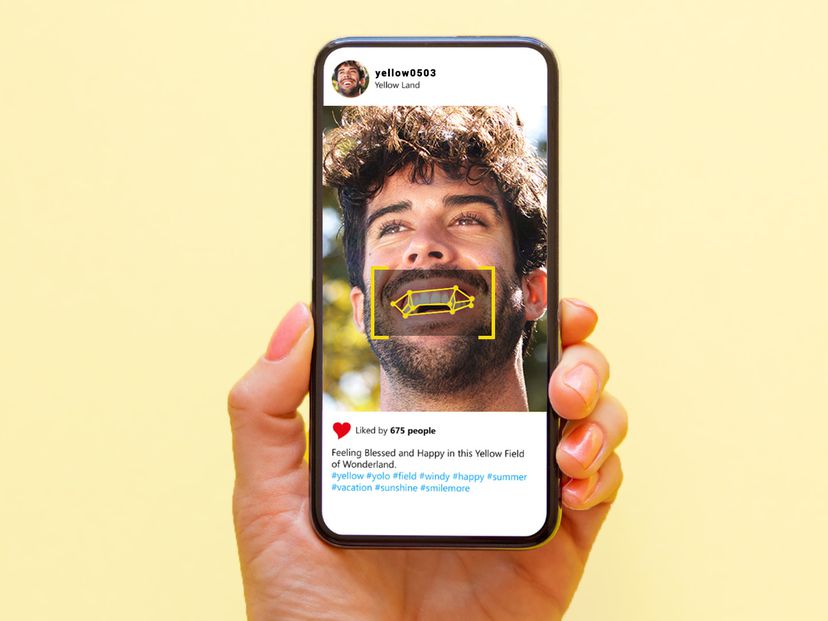 yellow0503
Yellow Land
Liked by 675 people
Feeling Blessed and Happy in this Yellow Field
of Wonderland.
#yellow #yolo #field #windy #happy #summer
#vacation #sunshine #smilemore